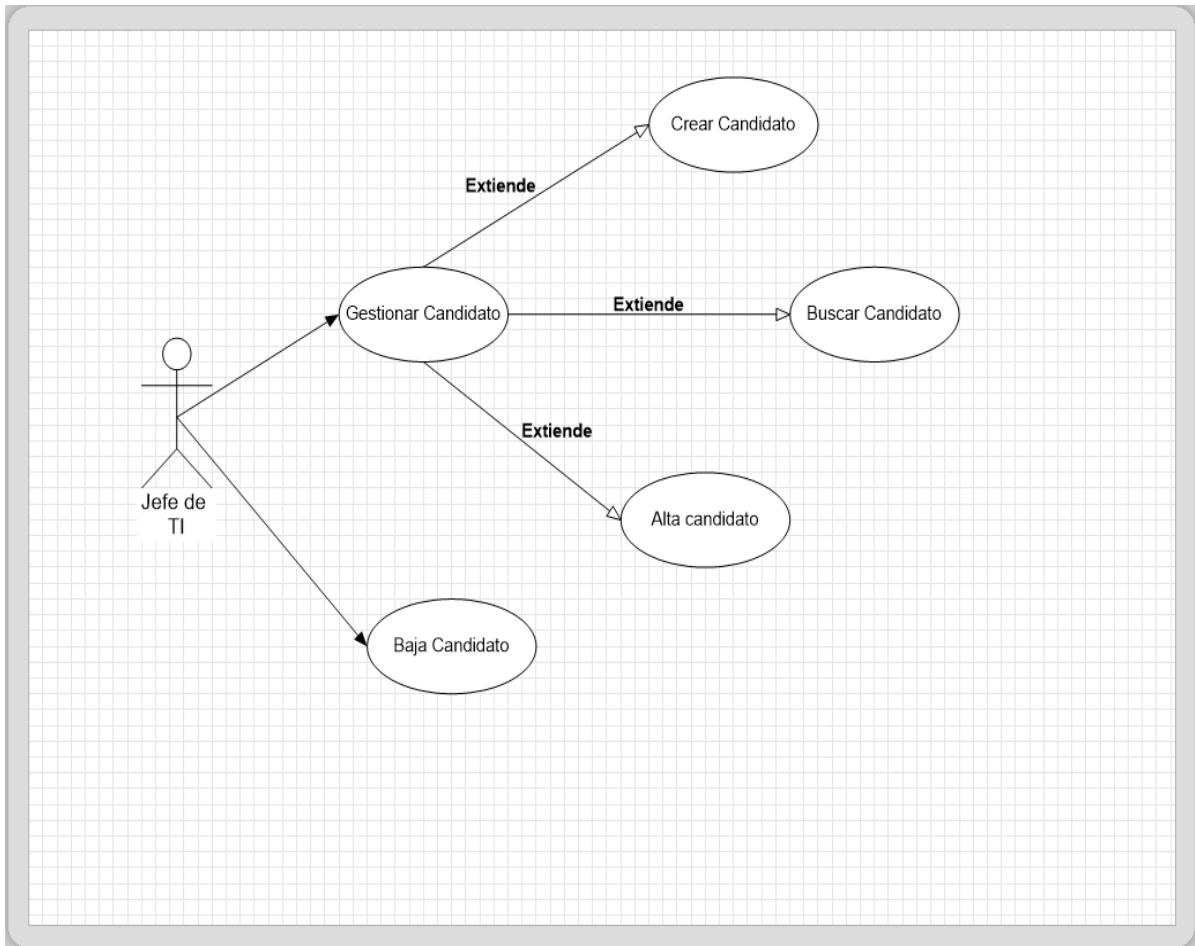 Crear Candidato
Extiende
Gestionar Candidato
Extiende
Buscar Candidato
Extiende
Jefe de
TI
Alta candidato
Baja Candidato